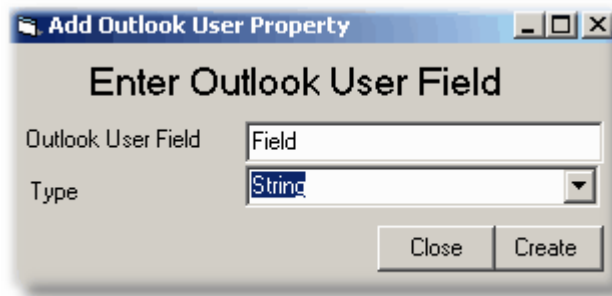 Add Outlook User Property
Enter Outlook User Field
Outlook User Field Field
Type String
Close Create